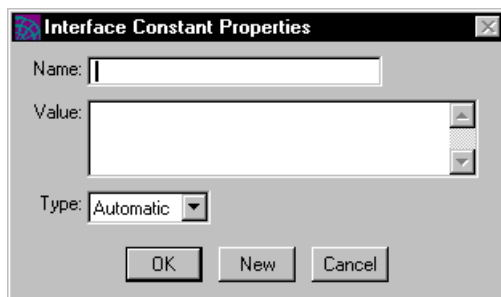 Interface Constant Properties
Name:
Value:
Type: Automatic
OK New Cancel